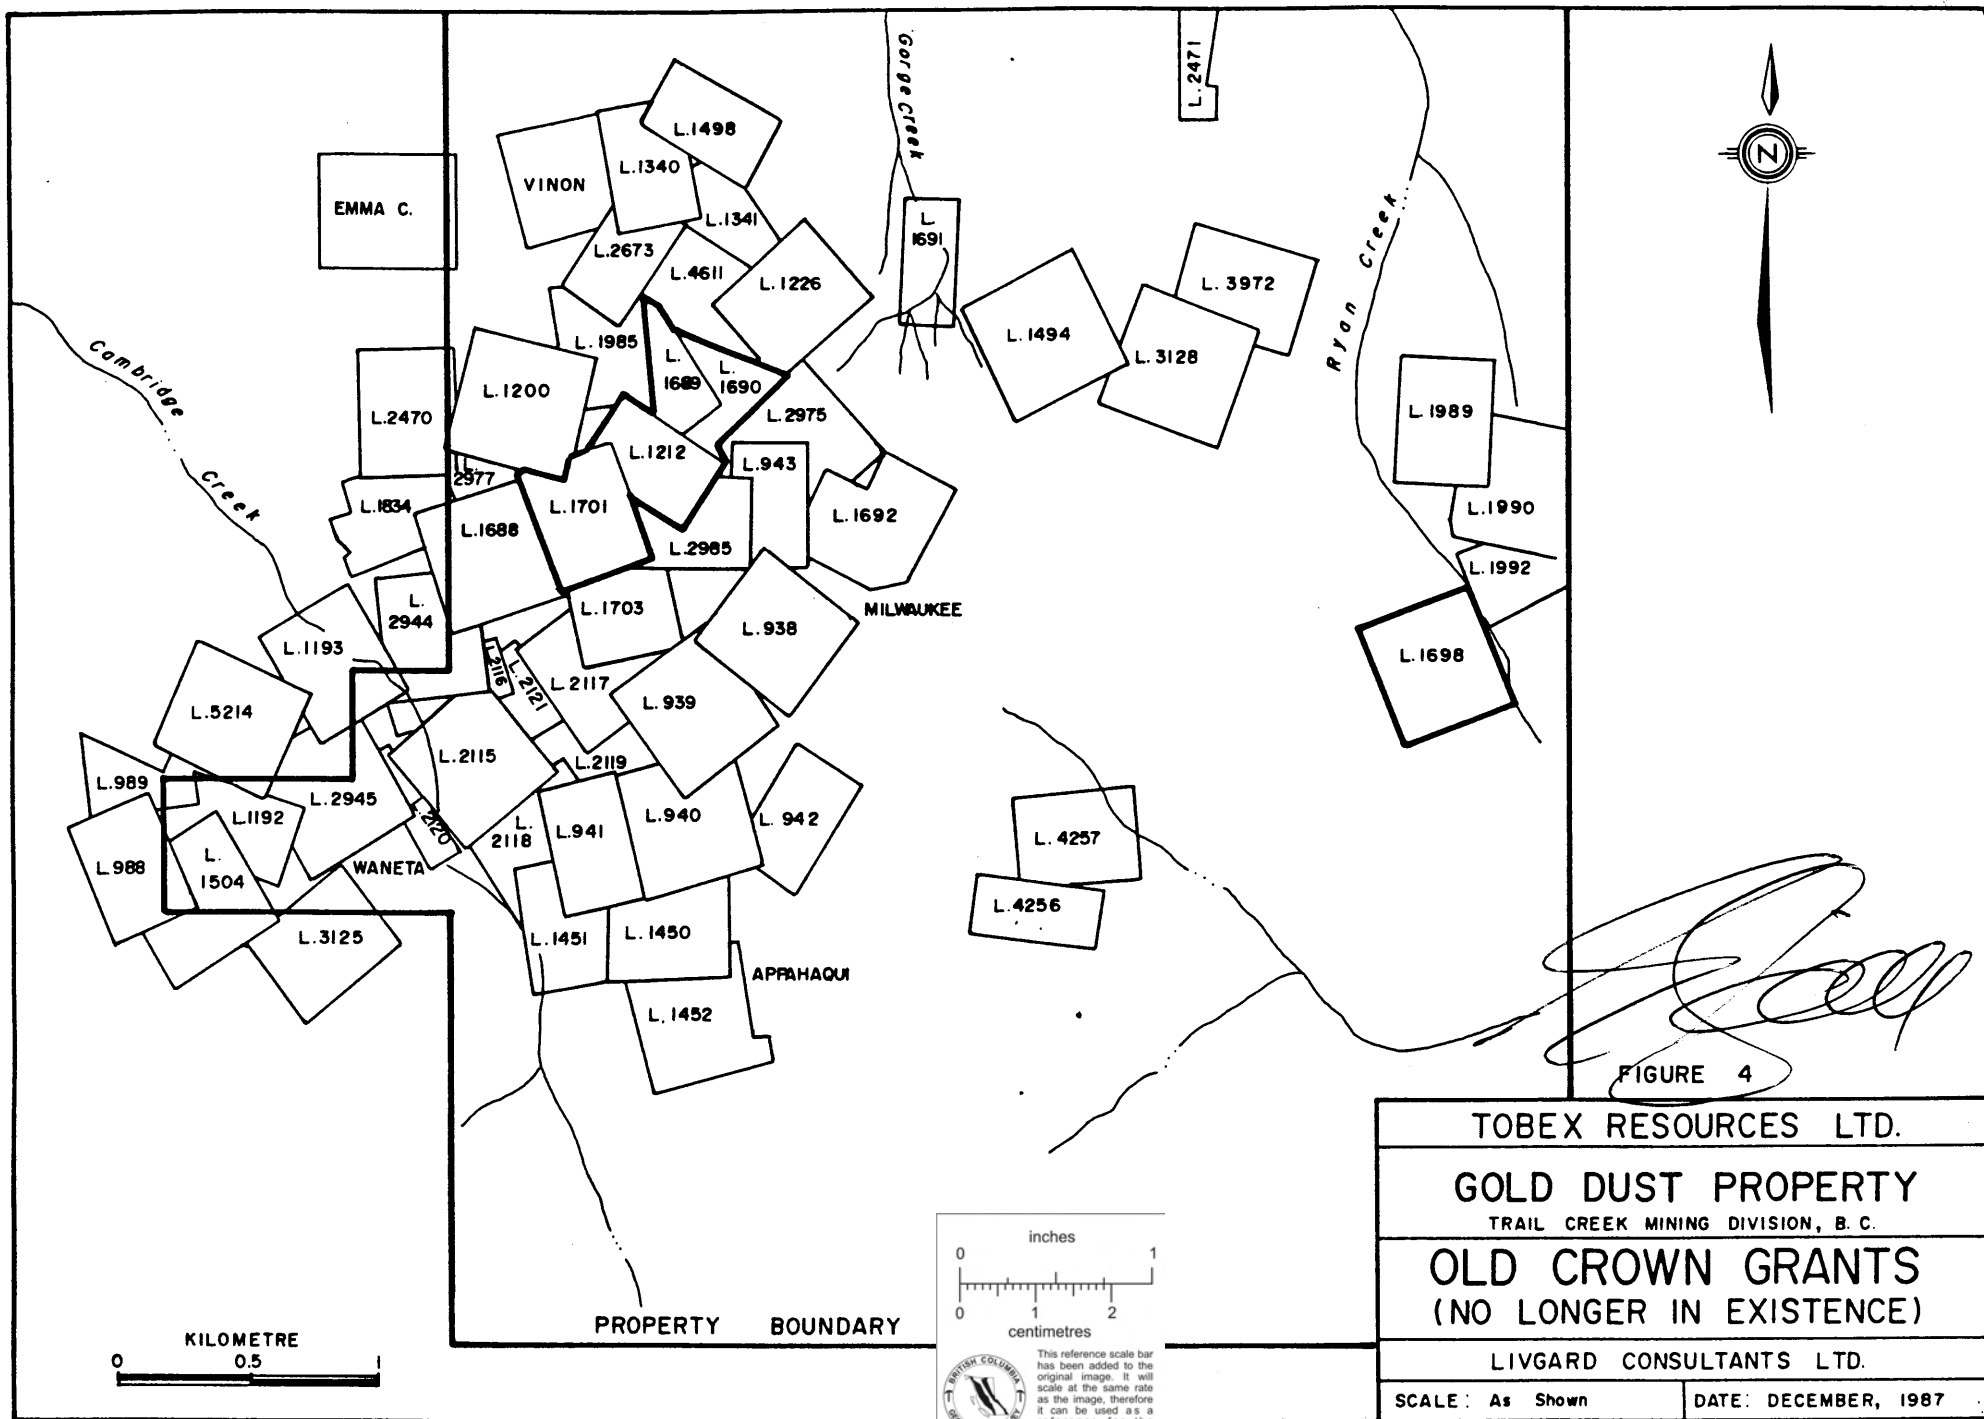 L.2471
Gorge Creek
L.1498
VINON
L.1340
EMMA C.
L.1341
L.
1691
L.2673
L.4611
L.1226
L. 3972
Ryan Creek
L.1494
L.3128
Cambridge
Creek
L.1985
L.
1689
L.
1690
L.1200
L.2470
L.2975
L.1989
L.1212
L.943
L.
2977
L.1834
L.1701
L.1688
L.1692
L.1990
L.2985
L.1992
L.
2944
L.1703
MILWAUKEE
L.938
L.1193
L.1698
L.2116
L.2121
L.2117
L.939
L.5214
L.2115
L.2119
L.989
L.2945
L.1192
L.2120
L.
2118
L.941
L.940
L. 942
L. 4257
L.988
L.
1504
WANETA
L.4256
L.3125
L.1451
L.1450
APPAHAQUI
L. 1452
N
FIGURE 4
TOBEX RESOURCES LTD.
GOLD DUST PROPERTY
TRAIL CREEK MINING DIVISION, B. C.
OLD CROWN GRANTS
(NO LONGER IN EXISTENCE)
LIVGARD CONSULTANTS LTD.
SCALE: As Shown
DATE: DECEMBER, 1987
PROPERTY BOUNDARY
KILOMETRE
0 0.5 1
inches
0 1
0 1 2
centimetres
BRITISH COLUMBIA
This reference scale bar
has been added to the
original image. It will
scale at the same rate
as the image, therefore
it can be used as a